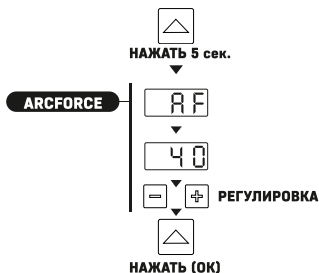 НАЖАТЬ 5 сек.
ARCFORCE
AF
40
− + РЕГУЛИРОВКА
НАЖАТЬ (ОК)